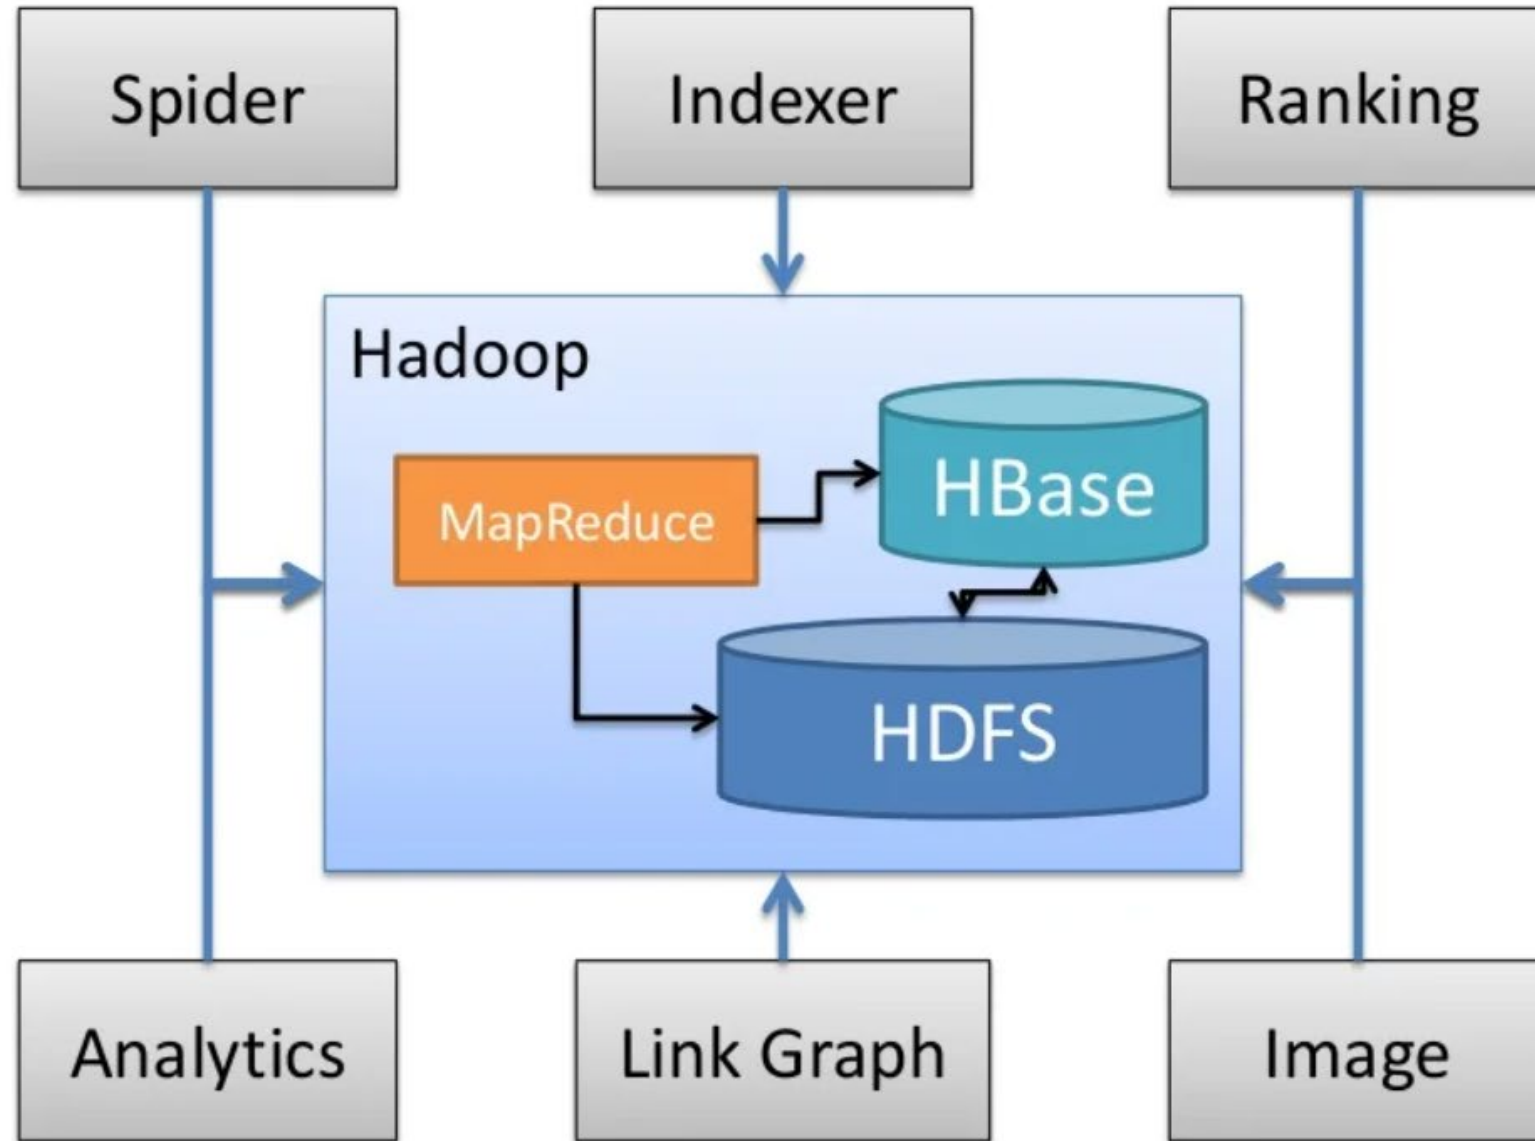 Spider
Indexer
Ranking
Hadoop
MapReduce
HBase
HDFS
Analytics
Link Graph
Image